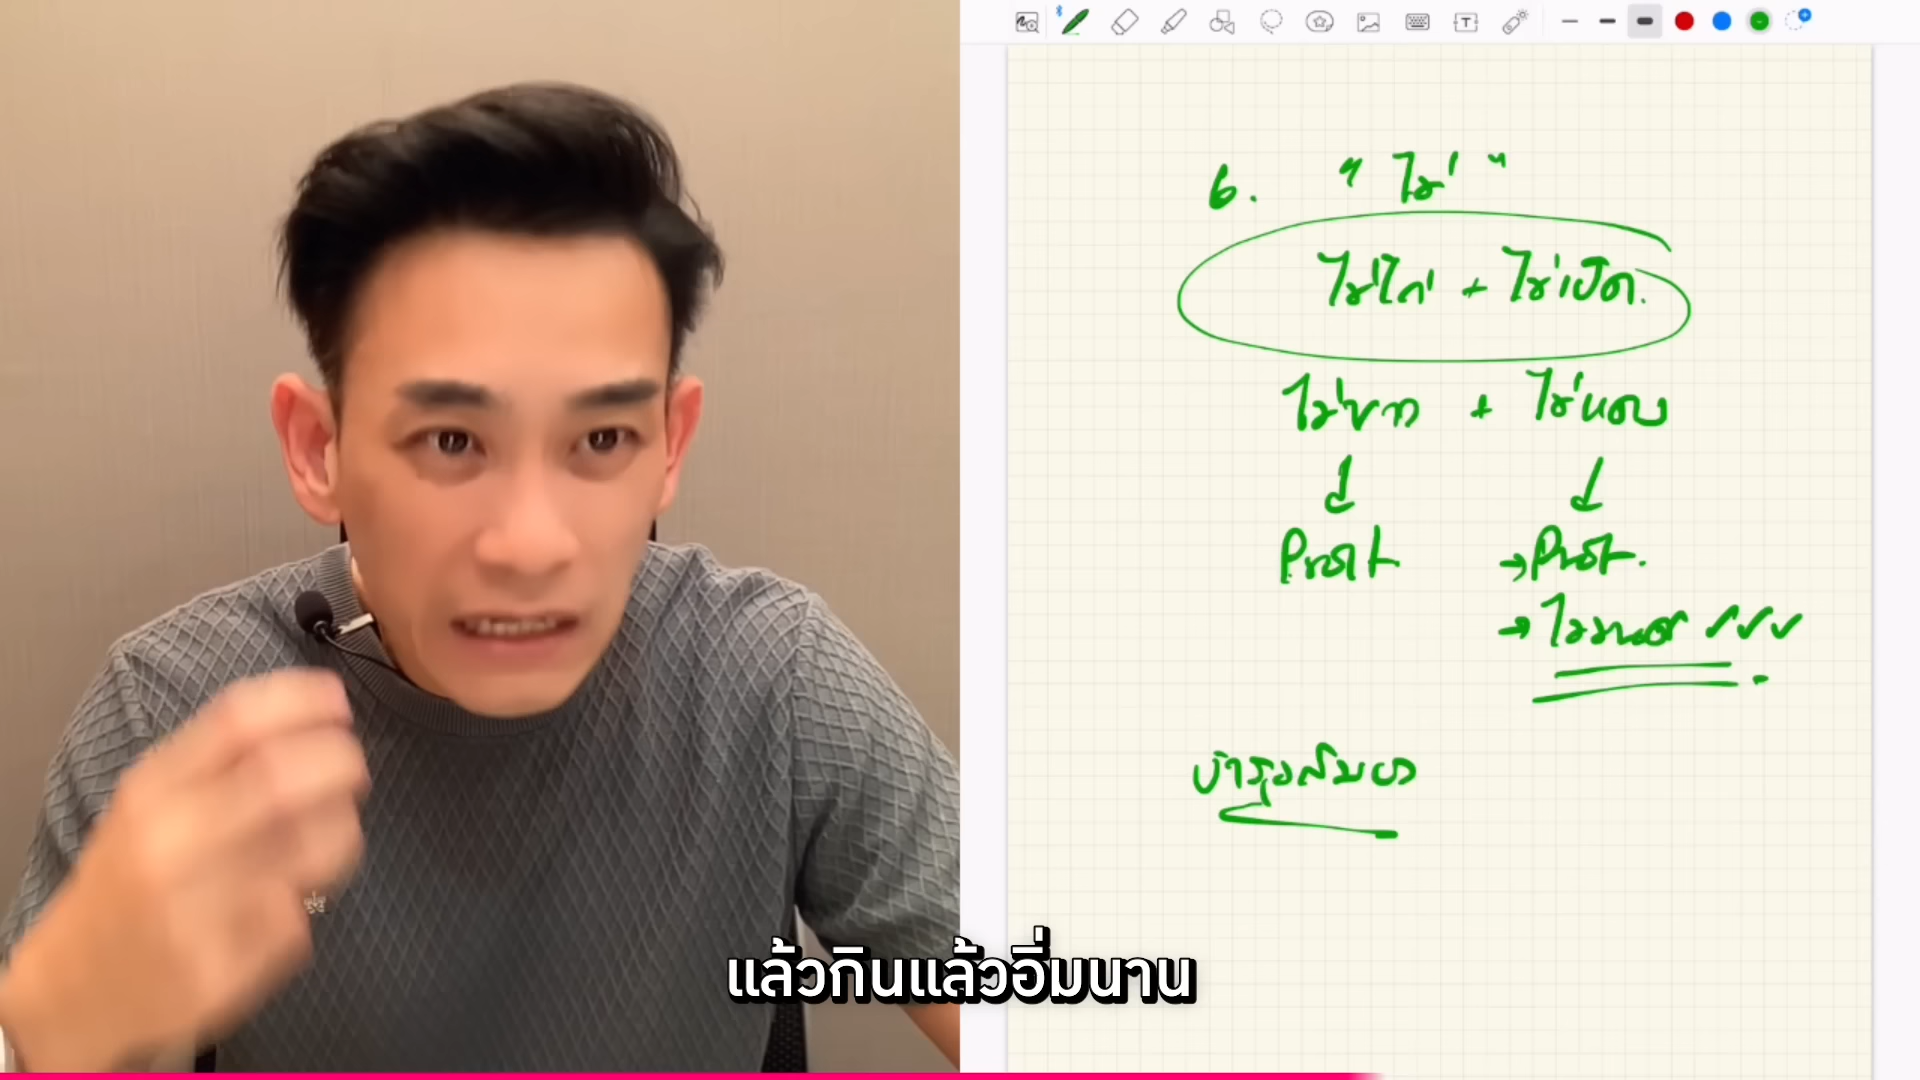 6. "ไข่"
ไข่ไก่ + ไข่เป็ด.
ไข่ขาว + ไข่แดง
Prot
→ Prot.
→ ไขมันดี ✓✓✓
บำรุงสมอง
แล้วกินแล้วอิ่มนาน